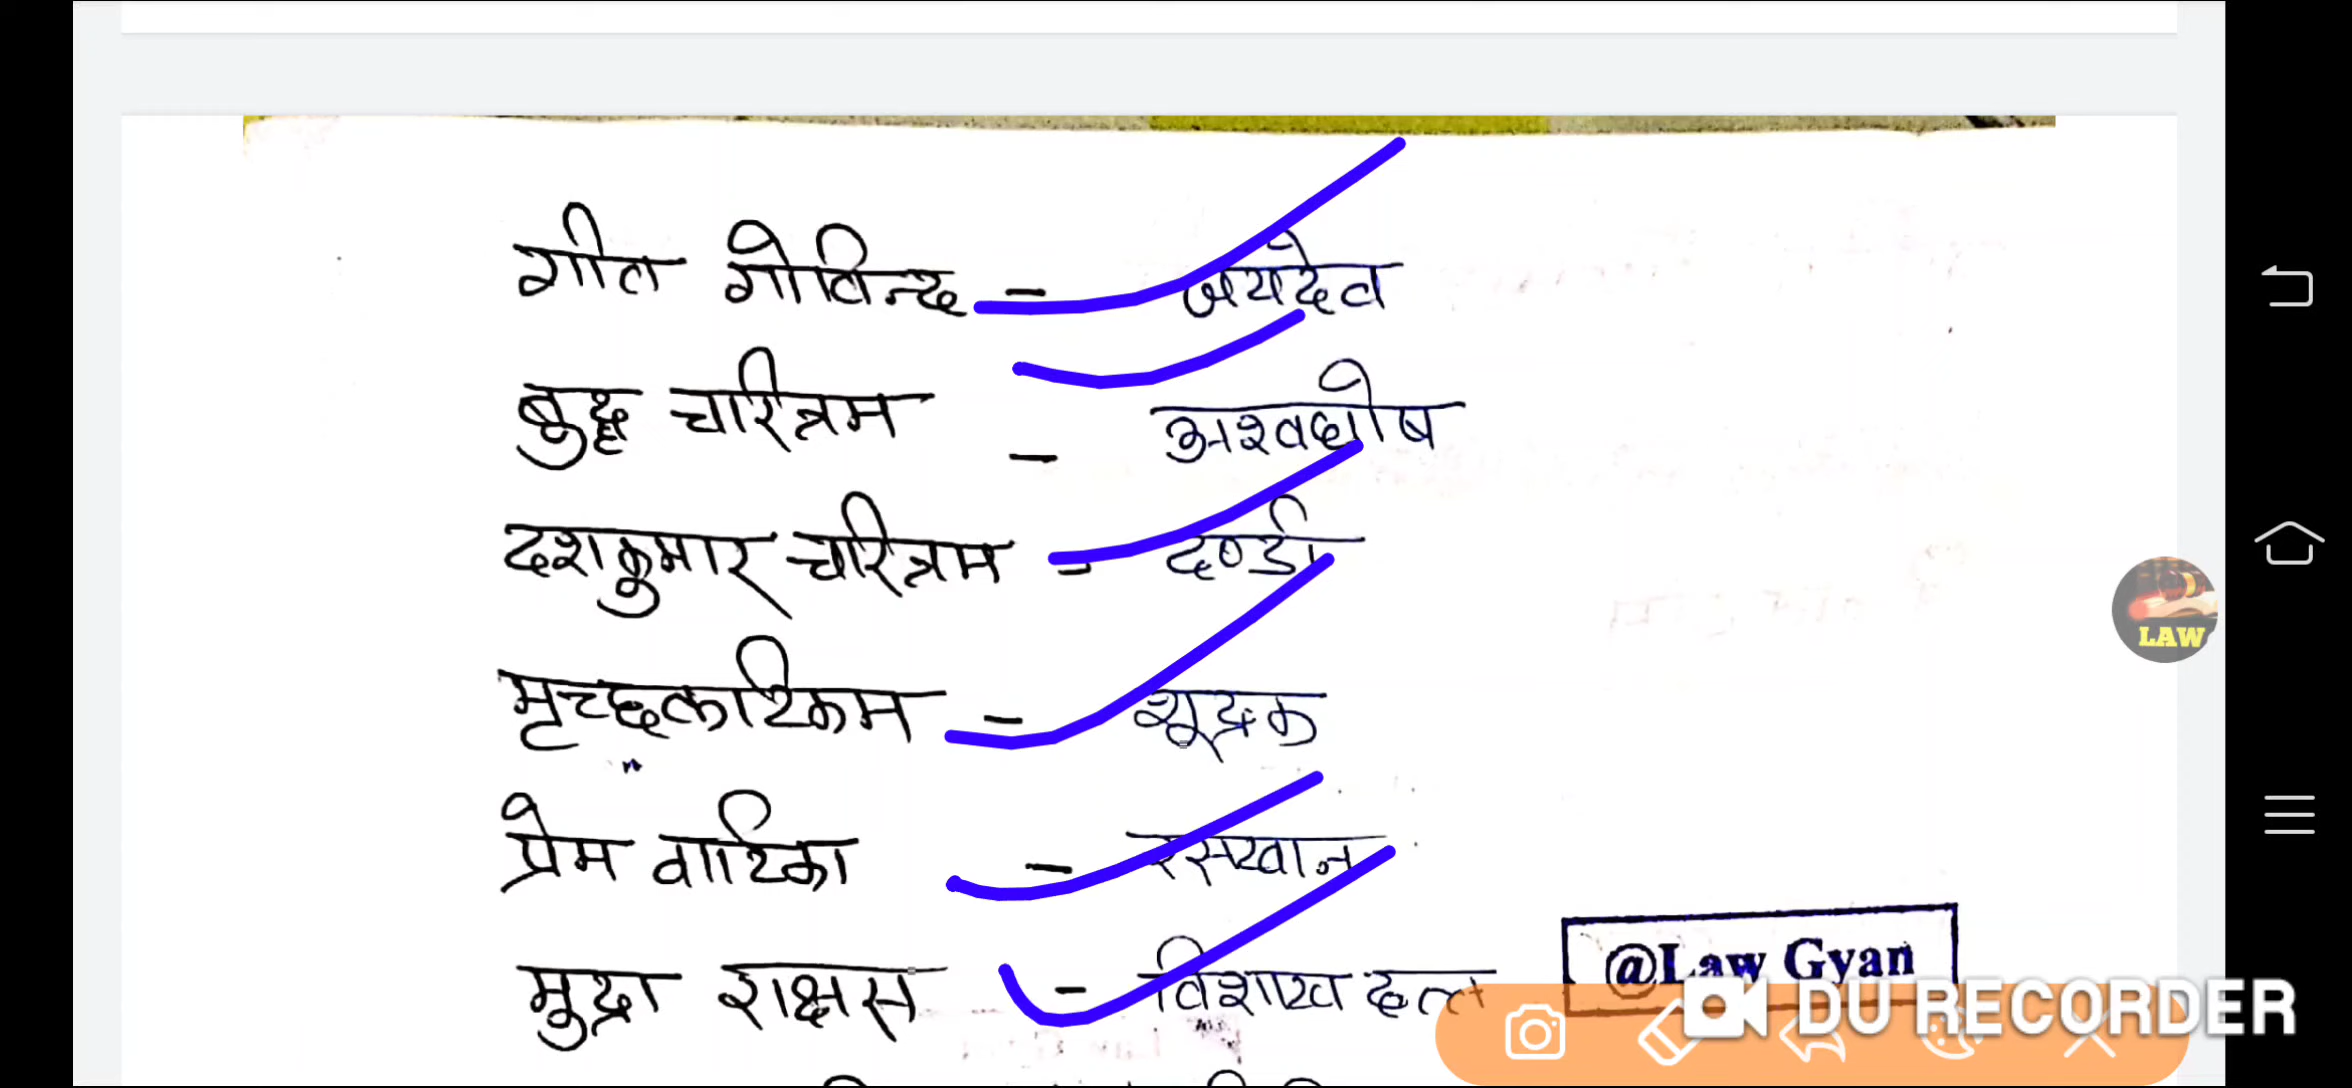 गीत गोविन्द - जयदेव
बुद्ध चरित्रम - अश्वघोष
दशकुमार चरित्रम - दण्डी
मृच्छकटिकम - शूद्रक
प्रेम वाटिका - रसखान
मुद्रा राक्षस - विशाख दत्त
@Law Gyan
LAW
DU RECORDER